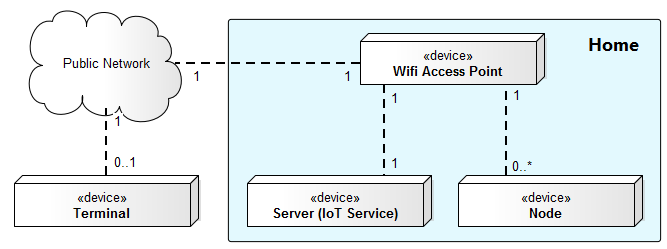 Home
Public Network
1
1
«device»
Wifi Access Point
1
1
1
0..1
1
0..*
«device»
Terminal
«device»
Server (IoT Service)
«device»
Node